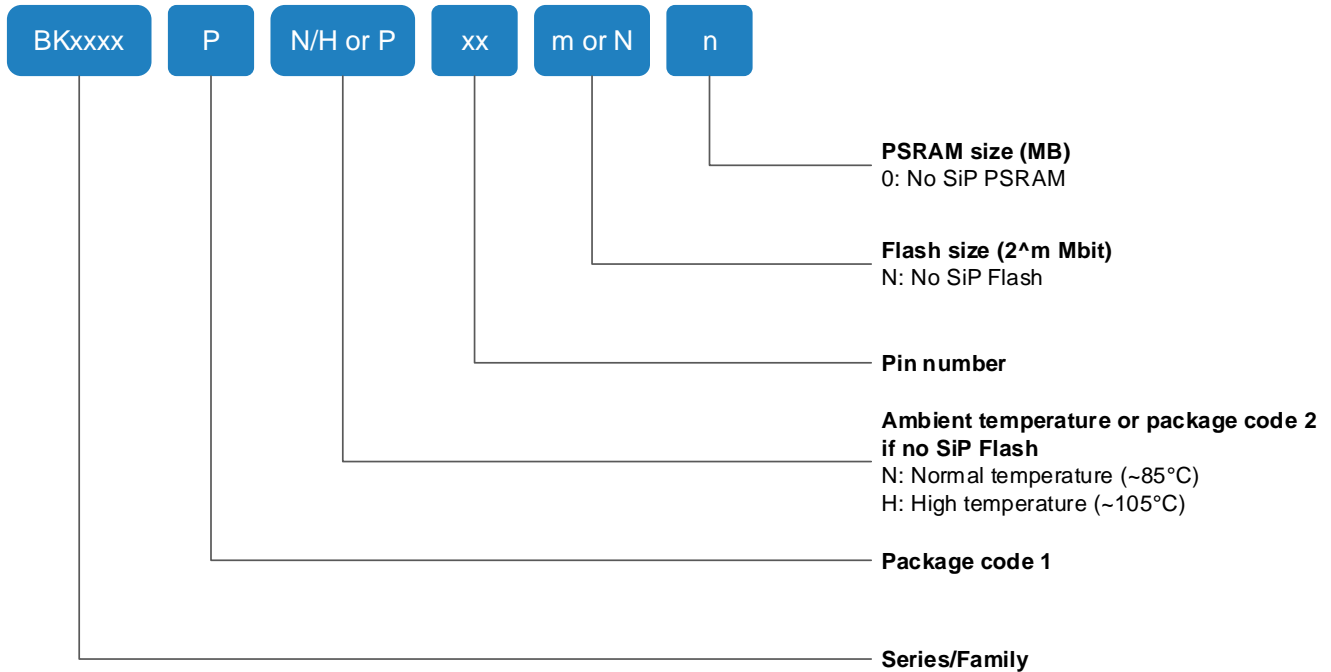 BKxxxx P N/H or P xx m or N n
PSRAM size (MB)
0: No SiP PSRAM
Flash size (2^m Mbit)
N: No SiP Flash
Pin number
Ambient temperature or package code 2
if no SiP Flash
N: Normal temperature (~85°C)
H: High temperature (~105°C)
Package code 1
Series/Family